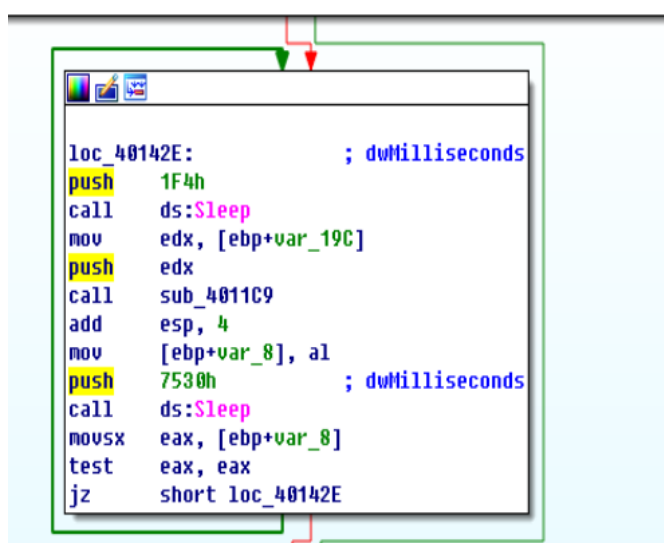 loc_40142E: ; dwMilliseconds
push 1F4h
call ds:Sleep
mov edx, [ebp+var_19C]
push edx
call sub_4011C9
add esp, 4
mov [ebp+var_8], al
push 7530h ; dwMilliseconds
call ds:Sleep
movsx eax, [ebp+var_8]
test eax, eax
jz short loc_40142E